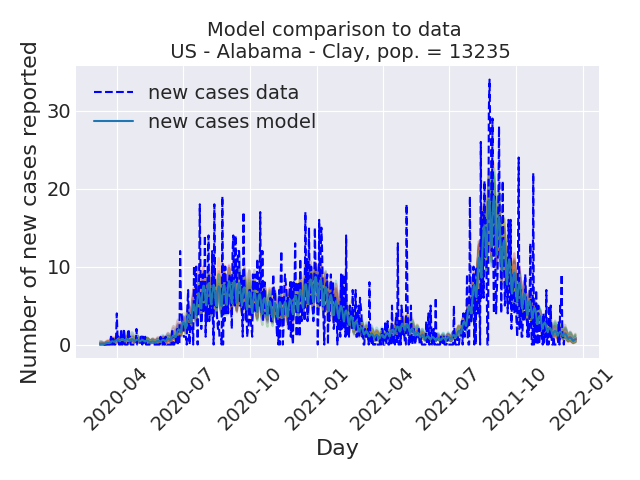 Model comparison to data
US - Alabama - Clay, pop. = 13235
Number of new cases reported
30
20
10
0
new cases data
new cases model
2020-04
2020-07
2020-10
2021-01
2021-04
2021-07
2021-10
2022-01
Day